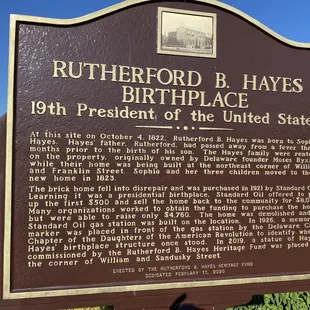 RUTHERFORD B. HAYES
BIRTHPLACE
19th President of the United State
At this site on October 4, 1822, Rutherford B. Hayes was born to Soph
Hayes. Hayes' father, Rutherford, had passed away from a fever thr
months prior to the birth of his son. The Hayes family were rente
on the property, originally owned by Delaware founder Moses Byx
while their home was being built at the northeast corner of Willia
and Franklin Street. Sophia and her three children moved to the
new home in 1823.
The brick home fell into disrepair and was purchased in 1921 by Standard O
Learning it was a presidential birthplace, Standard Oil offered to p
up the first $500 and sell the home back to the community for $8,0
Many organizations worked to obtain the funding to purchase the ho
but were able to raise only $4,760. The home was demolished and
Standard Oil gas station was built on the location. In 1926, a memor
marker was placed in front of the gas station by the Delaware C
Chapter of the Daughters of the American Revolution to identify whe
Hayes' birthplace structure once stood. In 2019, a statue of Hay
commissioned by the Rutherford B. Hayes Heritage Fund was placed
the corner of William and Sandusky Street.
ERECTED BY THE RUTHERFORD B. HAYES HERITAGE FUND
DEDICATED FEBRUARY 17, 2020